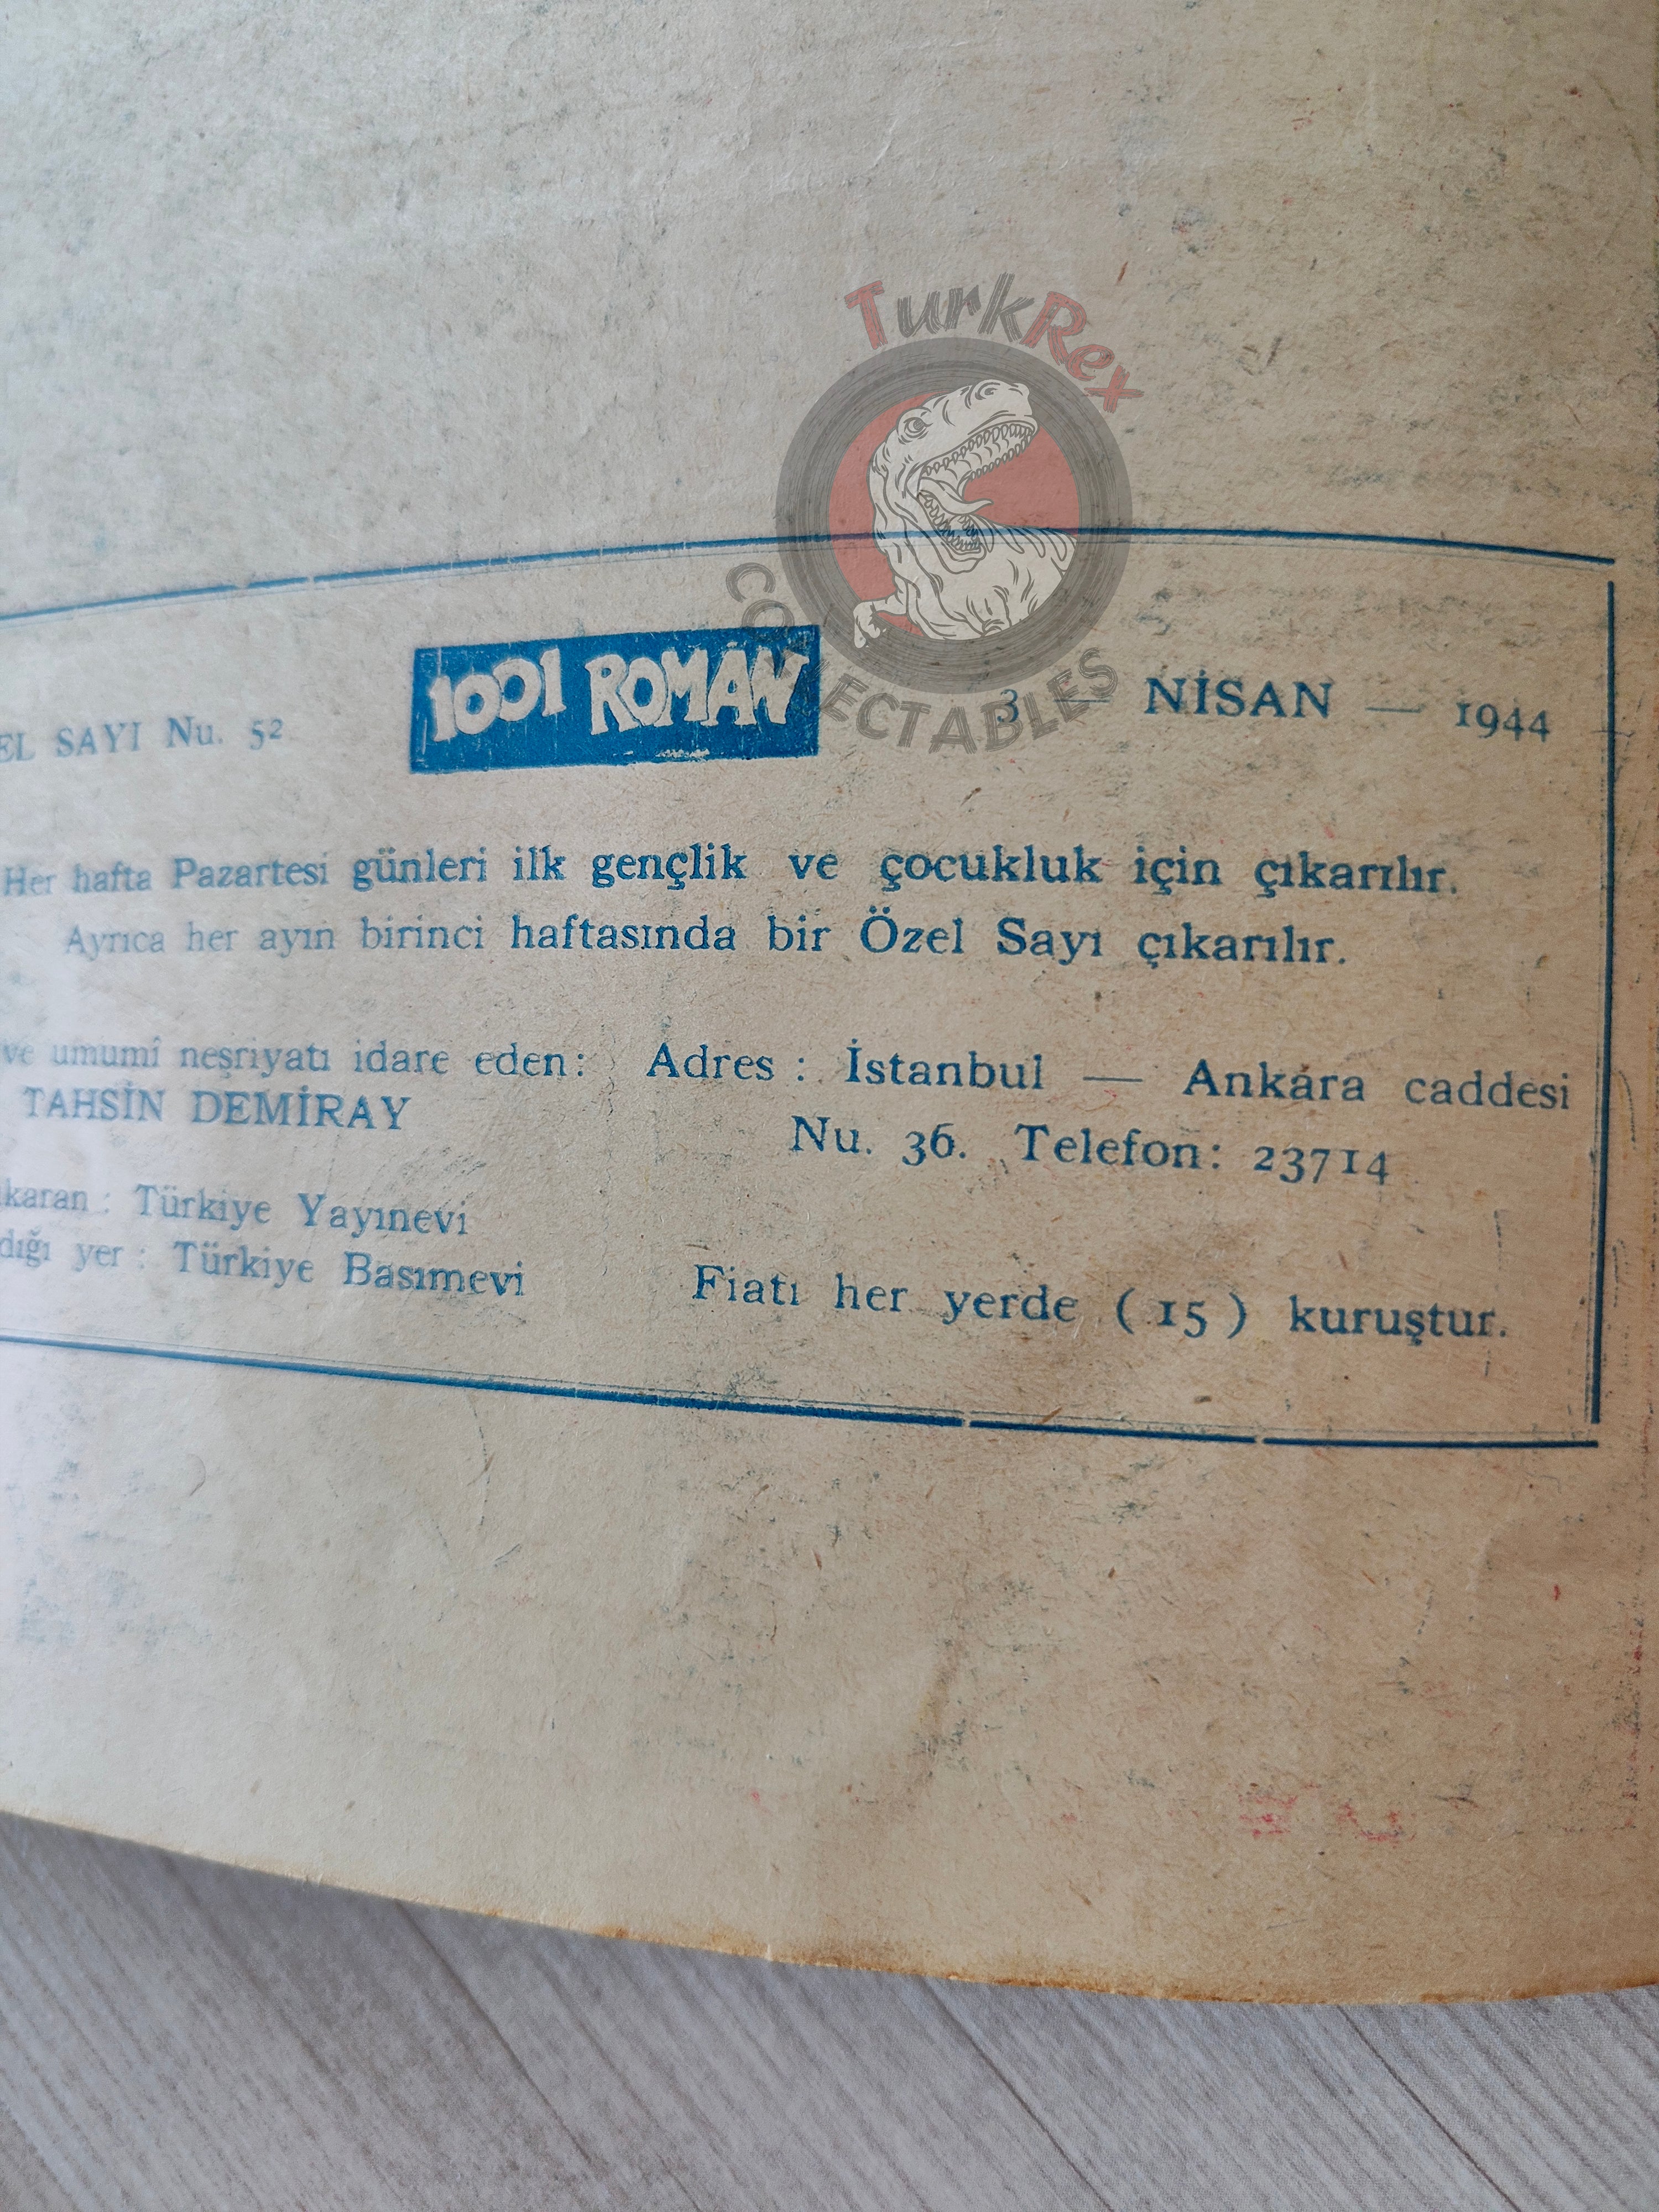 TurkRex
COLLECTABLES
EL SAYI Nu. 52 1001 ROMAN 3 — NİSAN — 1944
Her hafta Pazartesi günleri ilk gençlik ve çocukluk için çıkarılır.
Ayrıca her ayın birinci haftasında bir Özel Sayı çıkarılır.
ve umumî neşriyatı idare eden: Adres : İstanbul — Ankara caddesi
TAHSİN DEMİRAY Nu. 36. Telefon: 23714
karan : Türkiye Yayınevi
dığı yer : Türkiye Basımevi Fiatı her yerde ( 15 ) kuruştur.